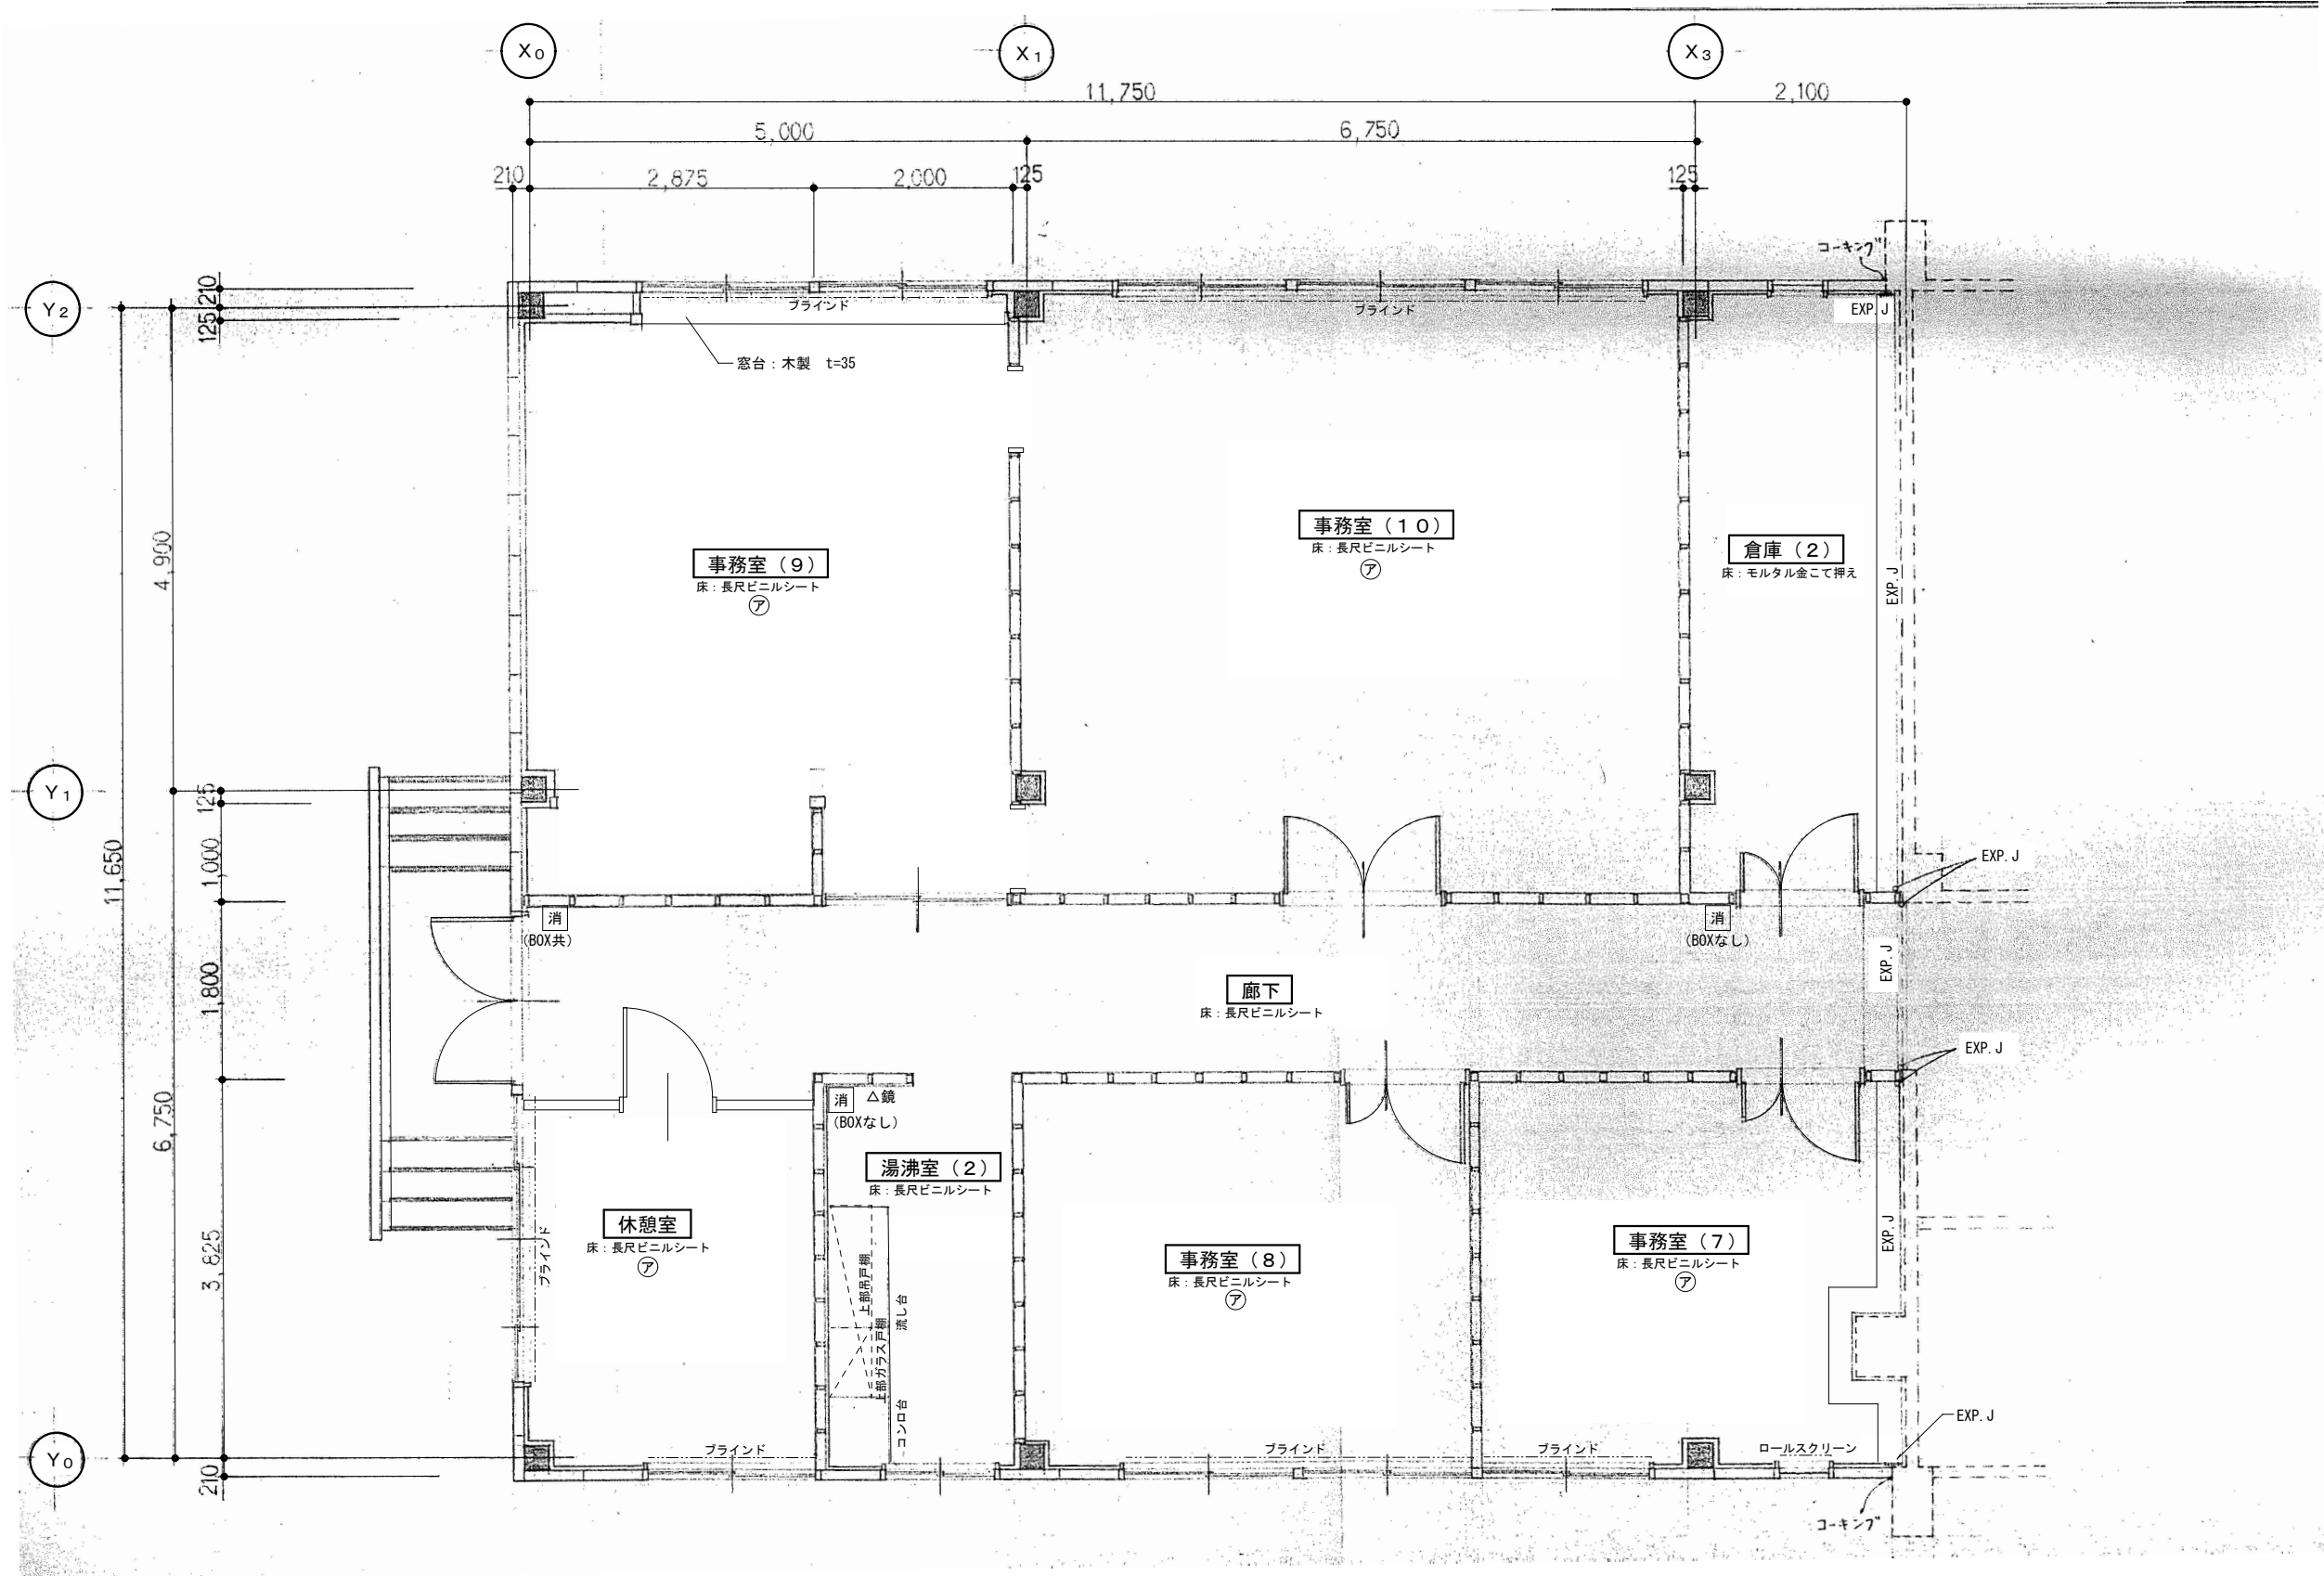 X0
X1
X3
11,750
2,100
5,000
6,750
210
2,875
2,000
125
125
コーキング
Y2
210
125
ブラインド
ブラインド
EXP.J
窓台：木製　t=35
事務室（１０）
床：長尺ビニルシート
㋐
事務室（９）
床：長尺ビニルシート
㋐
倉庫（２）
床：モルタル金こて押え
EXP.J
4,900
Y1
125
1,000
11,650
EXP.J
消
(BOX共)
消
(BOXなし)
1,800
廊下
床：長尺ビニルシート
EXP.J
EXP.J
消
△鏡
(BOXなし)
6,750
湯沸室（２）
床：長尺ビニルシート
休憩室
床：長尺ビニルシート
㋐
ブラインド
3,825
上部吊戸棚
流し台
上部ガラス戸棚
コンロ台
事務室（８）
床：長尺ビニルシート
㋐
事務室（７）
床：長尺ビニルシート
㋐
EXP.J
EXP.J
Y0
210
ブラインド
ブラインド
ブラインド
ロールスクリーン
コーキング